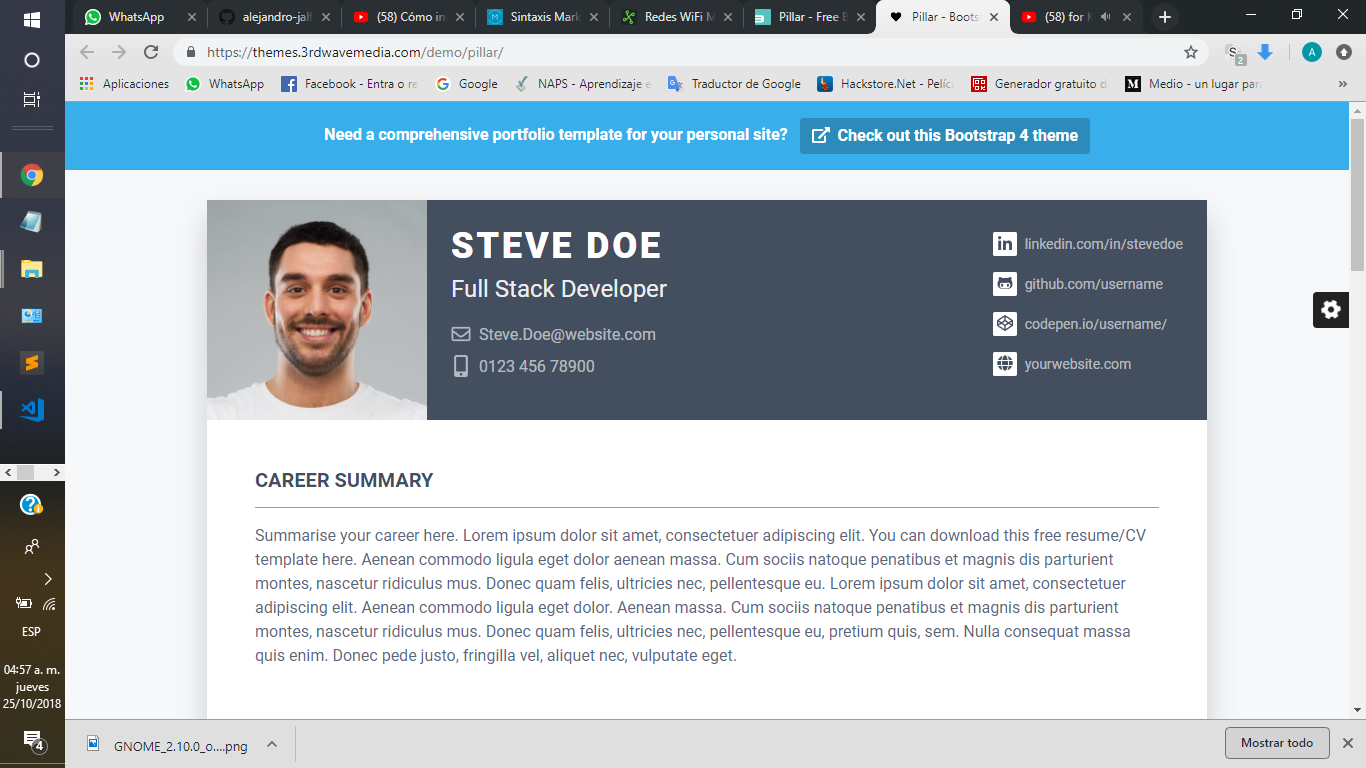 WhatsApp
alejandro-jalf
(58) Cómo in
Sintaxis Mark
Redes WiFi M
Pillar - Free B
Pillar - Boots
(58) for K
https://themes.3rdwavemedia.com/demo/pillar/
S
2
A
Aplicaciones
WhatsApp
Facebook - Entra o re
Google
NAPS - Aprendizaje e
Traductor de Google
Hackstore.Net - Pelíc
Generador gratuito d
Medio - un lugar par
»
Need a comprehensive portfolio template for your personal site?
Check out this Bootstrap 4 theme
STEVE DOE
Full Stack Developer
Steve.Doe@website.com
0123 456 78900
linkedin.com/in/stevedoe
github.com/username
codepen.io/username/
yourwebsite.com
CAREER SUMMARY
Summarise your career here. Lorem ipsum dolor sit amet, consectetuer adipiscing elit. You can download this free resume/CV
template here. Aenean commodo ligula eget dolor aenean massa. Cum sociis natoque penatibus et magnis dis parturient
montes, nascetur ridiculus mus. Donec quam felis, ultricies nec, pellentesque eu. Lorem ipsum dolor sit amet, consectetuer
adipiscing elit. Aenean commodo ligula eget dolor. Aenean massa. Cum sociis natoque penatibus et magnis dis parturient
montes, nascetur ridiculus mus. Donec quam felis, ultricies nec, pellentesque eu, pretium quis, sem. Nulla consequat massa
quis enim. Donec pede justo, fringilla vel, aliquet nec, vulputate eget.
ESP
04:57 a. m.
jueves
25/10/2018
4
GNOME_2.10.0_o....png
Mostrar todo